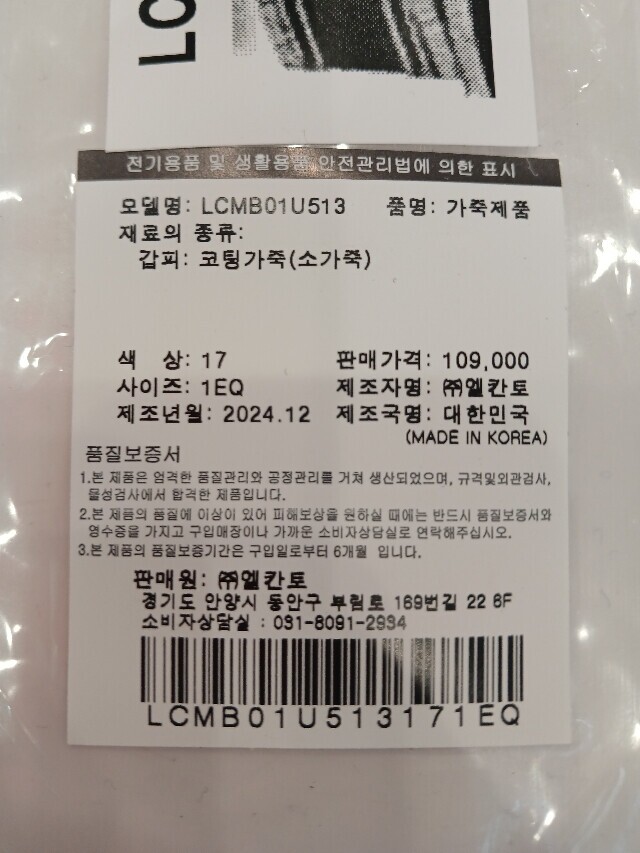 LO
전기용품 및 생활용품 안전관리법에 의한 표시
모델명: LCMB01U513 품명: 가죽제품
재료의 종류:
갑피: 코팅가죽(소가죽)
색 상: 17 판매가격: 109,000
사이즈: 1EQ 제조자명: ㈜엘칸토
제조년월: 2024.12 제조국명: 대한민국
(MADE IN KOREA)
품질보증서
1.본 제품은 엄격한 품질관리와 공정관리를 거쳐 생산되었으며, 규격및외관검사,
물성검사에서 합격한 제품입니다.
2.본 제품의 품질에 이상이 있어 피해보상을 원하실 때에는 반드시 품질보증서와
영수증을 가지고 구입매장이나 가까운 소비자상담실로 연락해주십시오.
3.본 제품의 품질보증기간은 구입일로부터 6개월 입니다.
판매원: ㈜엘칸토
경기도 안양시 동안구 부림로 169번길 22 6F
소비자상담실 : 031-8091-2934
LCMB01U513171EQ